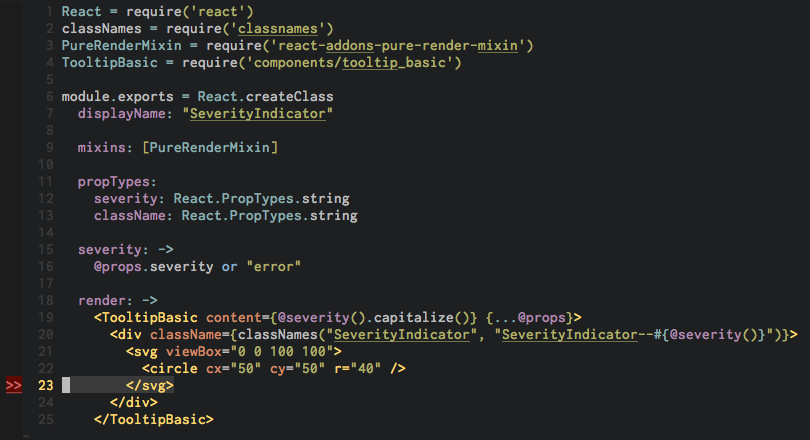 1 React = require('react')
2 classNames = require('classnames')
3 PureRenderMixin = require('react-addons-pure-render-mixin')
4 TooltipBasic = require('components/tooltip_basic')
5
6 module.exports = React.createClass
7   displayName: "SeverityIndicator"
8
9   mixins: [PureRenderMixin]
10
11   propTypes:
12     severity: React.PropTypes.string
13     className: React.PropTypes.string
14
15   severity: ->
16     @props.severity or "error"
17
18   render: ->
19     <TooltipBasic content={@severity().capitalize()} {...@props}>
20       <div className={classNames("SeverityIndicator", "SeverityIndicator--#{@severity()}")}>
21         <svg viewBox="0 0 100 100">
22           <circle cx="50" cy="50" r="40" />
>> 23         </svg>
24       </div>
25     </TooltipBasic>
~